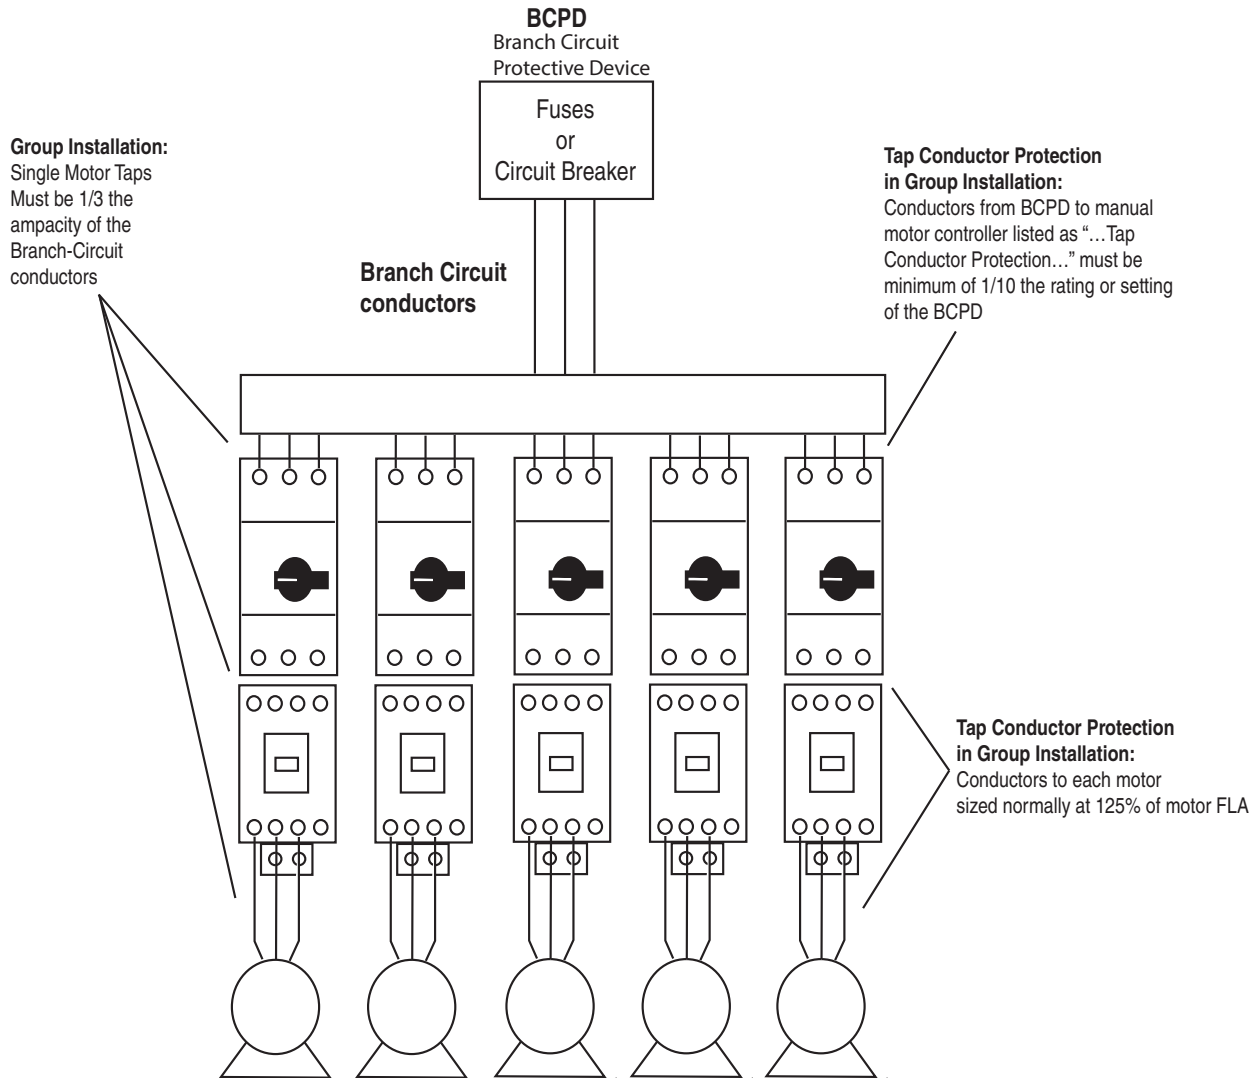 BCPD
Branch Circuit
Protective Device
Fuses
or
Circuit Breaker
Group Installation:
Single Motor Taps
Must be 1/3 the
ampacity of the
Branch-Circuit
conductors
Branch Circuit
conductors
Tap Conductor Protection
in Group Installation:
Conductors from BCPD to manual
motor controller listed as “…Tap
Conductor Protection…” must be
minimum of 1/10 the rating or setting
of the BCPD
Tap Conductor Protection
in Group Installation:
Conductors to each motor
sized normally at 125% of motor FLA